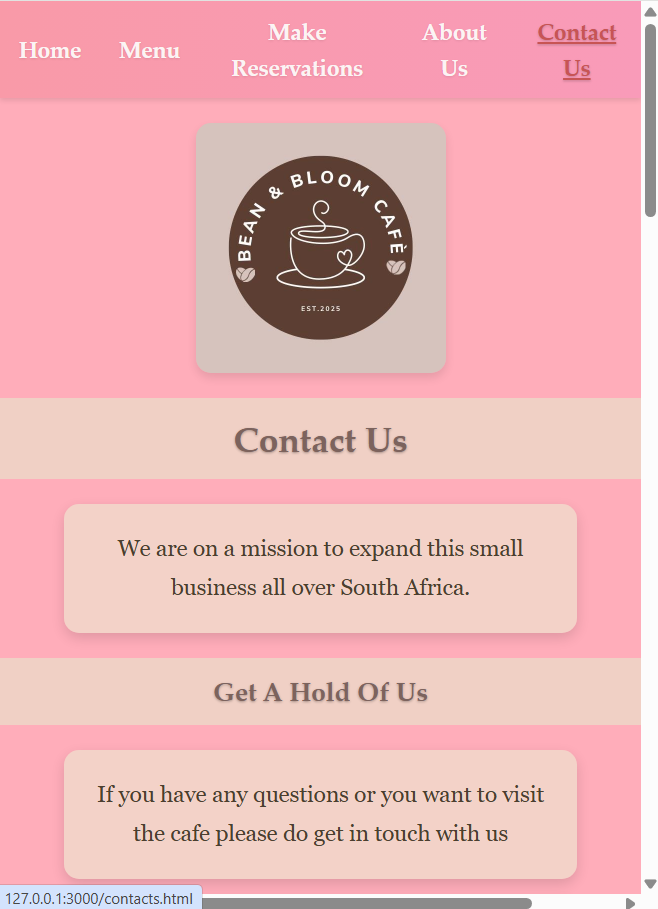 Home
Menu
Make
Reservations
About
Us
Contact
Us
BEAN & BLOOM CAFÈ
EST.2025
Contact Us
We are on a mission to expand this small
business all over South Africa.
Get A Hold Of Us
If you have any questions or you want to visit
the cafe please do get in touch with us
127.0.0.1:3000/contacts.html